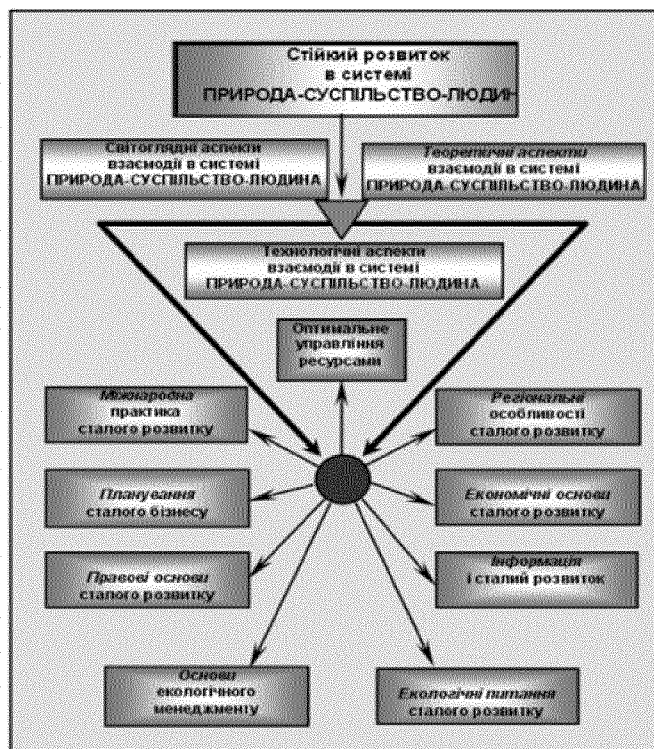 Стійкий розвиток
в системі
ПРИРОДА-СУСПІЛЬСТВО-ЛЮДИН
Світоглядні аспекти
взаємодії в системі
ПРИРОДА-СУСПІЛЬСТВО-ЛЮДИНА
Теоретичні аспекти
взаємодії в системі
ПРИРОДА-СУСПІЛЬСТВО-ЛЮДИНА
Технологічні аспекти
взаємодії в системі
ПРИРОДА-СУСПІЛЬСТВО-ЛЮДИНА
Оптимальне
управління
ресурсами
Міжнародна
практика
сталого розвитку
Регіональні
особливості
сталого розвитку
Планування
сталого бізнесу
Економічні основи
сталого розвитку
Правові основи
сталого розвитку
Інформація
і сталий розвиток
Основи
екологічного
менеджменту
Екологічні питання
сталого розвитку